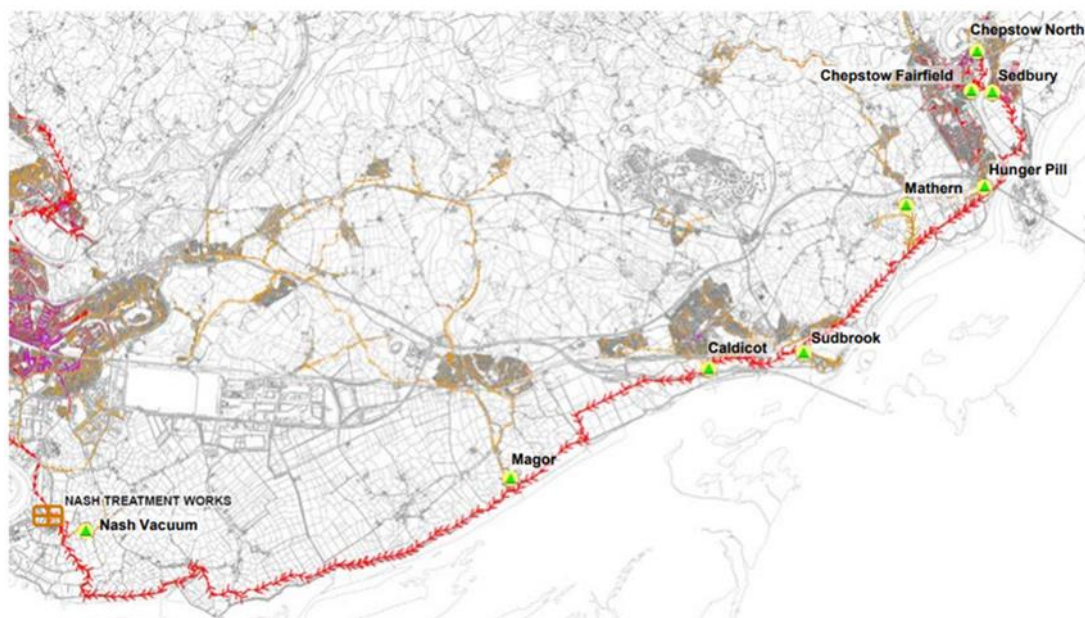 Chepstow North
Chepstow Fairfield
Sedbury
Hunger Pill
Mathern
Sudbrook
Caldicot
Magor
NASH TREATMENT WORKS
Nash Vacuum